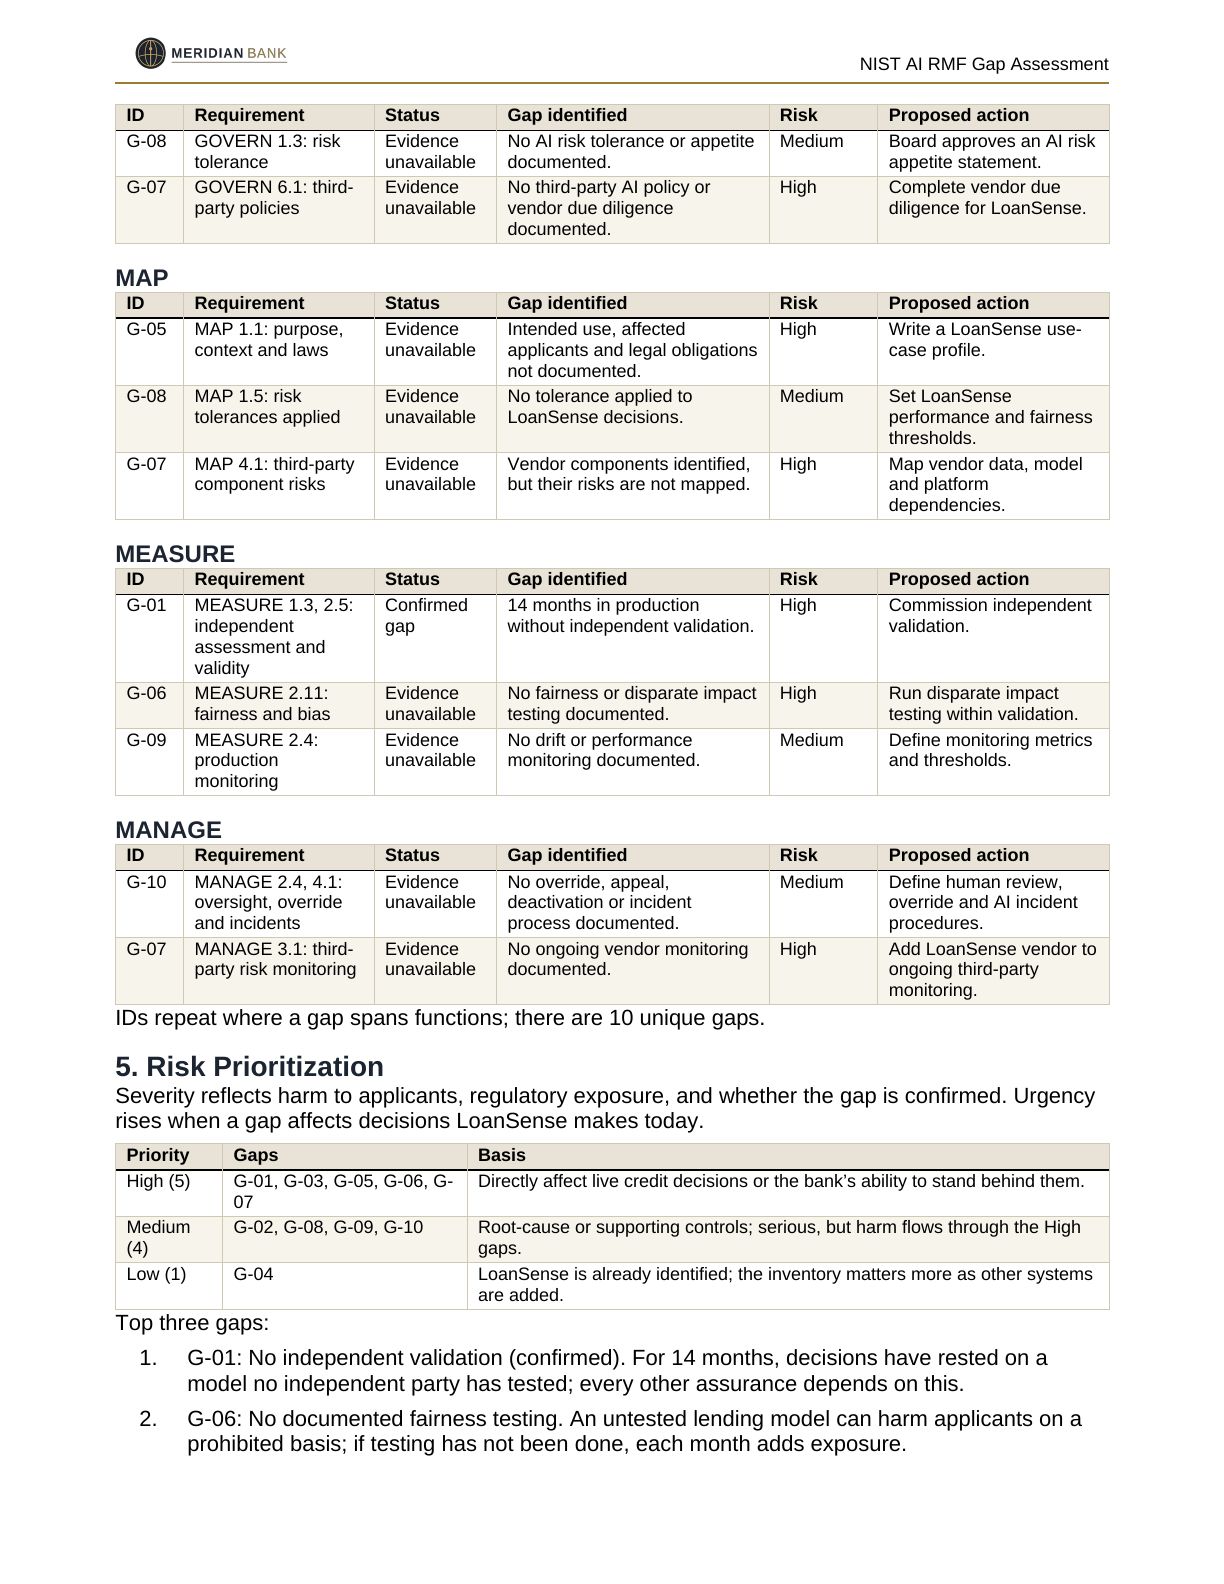 MERIDIAN BANK
NIST AI RMF Gap Assessment
ID Requirement Status Gap identified Risk Proposed action
G-08 GOVERN 1.3: risk Evidence No AI risk tolerance or appetite Medium Board approves an AI risk
tolerance unavailable documented. appetite statement.
G-07 GOVERN 6.1: third- Evidence No third-party AI policy or High Complete vendor due
party policies unavailable vendor due diligence diligence for LoanSense.
documented.
MAP
ID Requirement Status Gap identified Risk Proposed action
G-05 MAP 1.1: purpose, Evidence Intended use, affected High Write a LoanSense use-
context and laws unavailable applicants and legal obligations case profile.
not documented.
G-08 MAP 1.5: risk Evidence No tolerance applied to Medium Set LoanSense
tolerances applied unavailable LoanSense decisions. performance and fairness
thresholds.
G-07 MAP 4.1: third-party Evidence Vendor components identified, High Map vendor data, model
component risks unavailable but their risks are not mapped. and platform
dependencies.
MEASURE
ID Requirement Status Gap identified Risk Proposed action
G-01 MEASURE 1.3, 2.5: Confirmed 14 months in production High Commission independent
independent gap without independent validation. validation.
assessment and
validity
G-06 MEASURE 2.11: Evidence No fairness or disparate impact High Run disparate impact
fairness and bias unavailable testing documented. testing within validation.
G-09 MEASURE 2.4: Evidence No drift or performance Medium Define monitoring metrics
production unavailable monitoring documented. and thresholds.
monitoring
MANAGE
ID Requirement Status Gap identified Risk Proposed action
G-10 MANAGE 2.4, 4.1: Evidence No override, appeal, Medium Define human review,
oversight, override unavailable deactivation or incident override and AI incident
and incidents process documented. procedures.
G-07 MANAGE 3.1: third- Evidence No ongoing vendor monitoring High Add LoanSense vendor to
party risk monitoring unavailable documented. ongoing third-party
monitoring.
IDs repeat where a gap spans functions; there are 10 unique gaps.
5. Risk Prioritization
Severity reflects harm to applicants, regulatory exposure, and whether the gap is confirmed. Urgency
rises when a gap affects decisions LoanSense makes today.
Priority Gaps Basis
High (5) G-01, G-03, G-05, G-06, G- Directly affect live credit decisions or the bank’s ability to stand behind them.
07
Medium G-02, G-08, G-09, G-10 Root-cause or supporting controls; serious, but harm flows through the High
(4) gaps.
Low (1) G-04 LoanSense is already identified; the inventory matters more as other systems
are added.
Top three gaps:
1. G-01: No independent validation (confirmed). For 14 months, decisions have rested on a
model no independent party has tested; every other assurance depends on this.
2. G-06: No documented fairness testing. An untested lending model can harm applicants on a
prohibited basis; if testing has not been done, each month adds exposure.